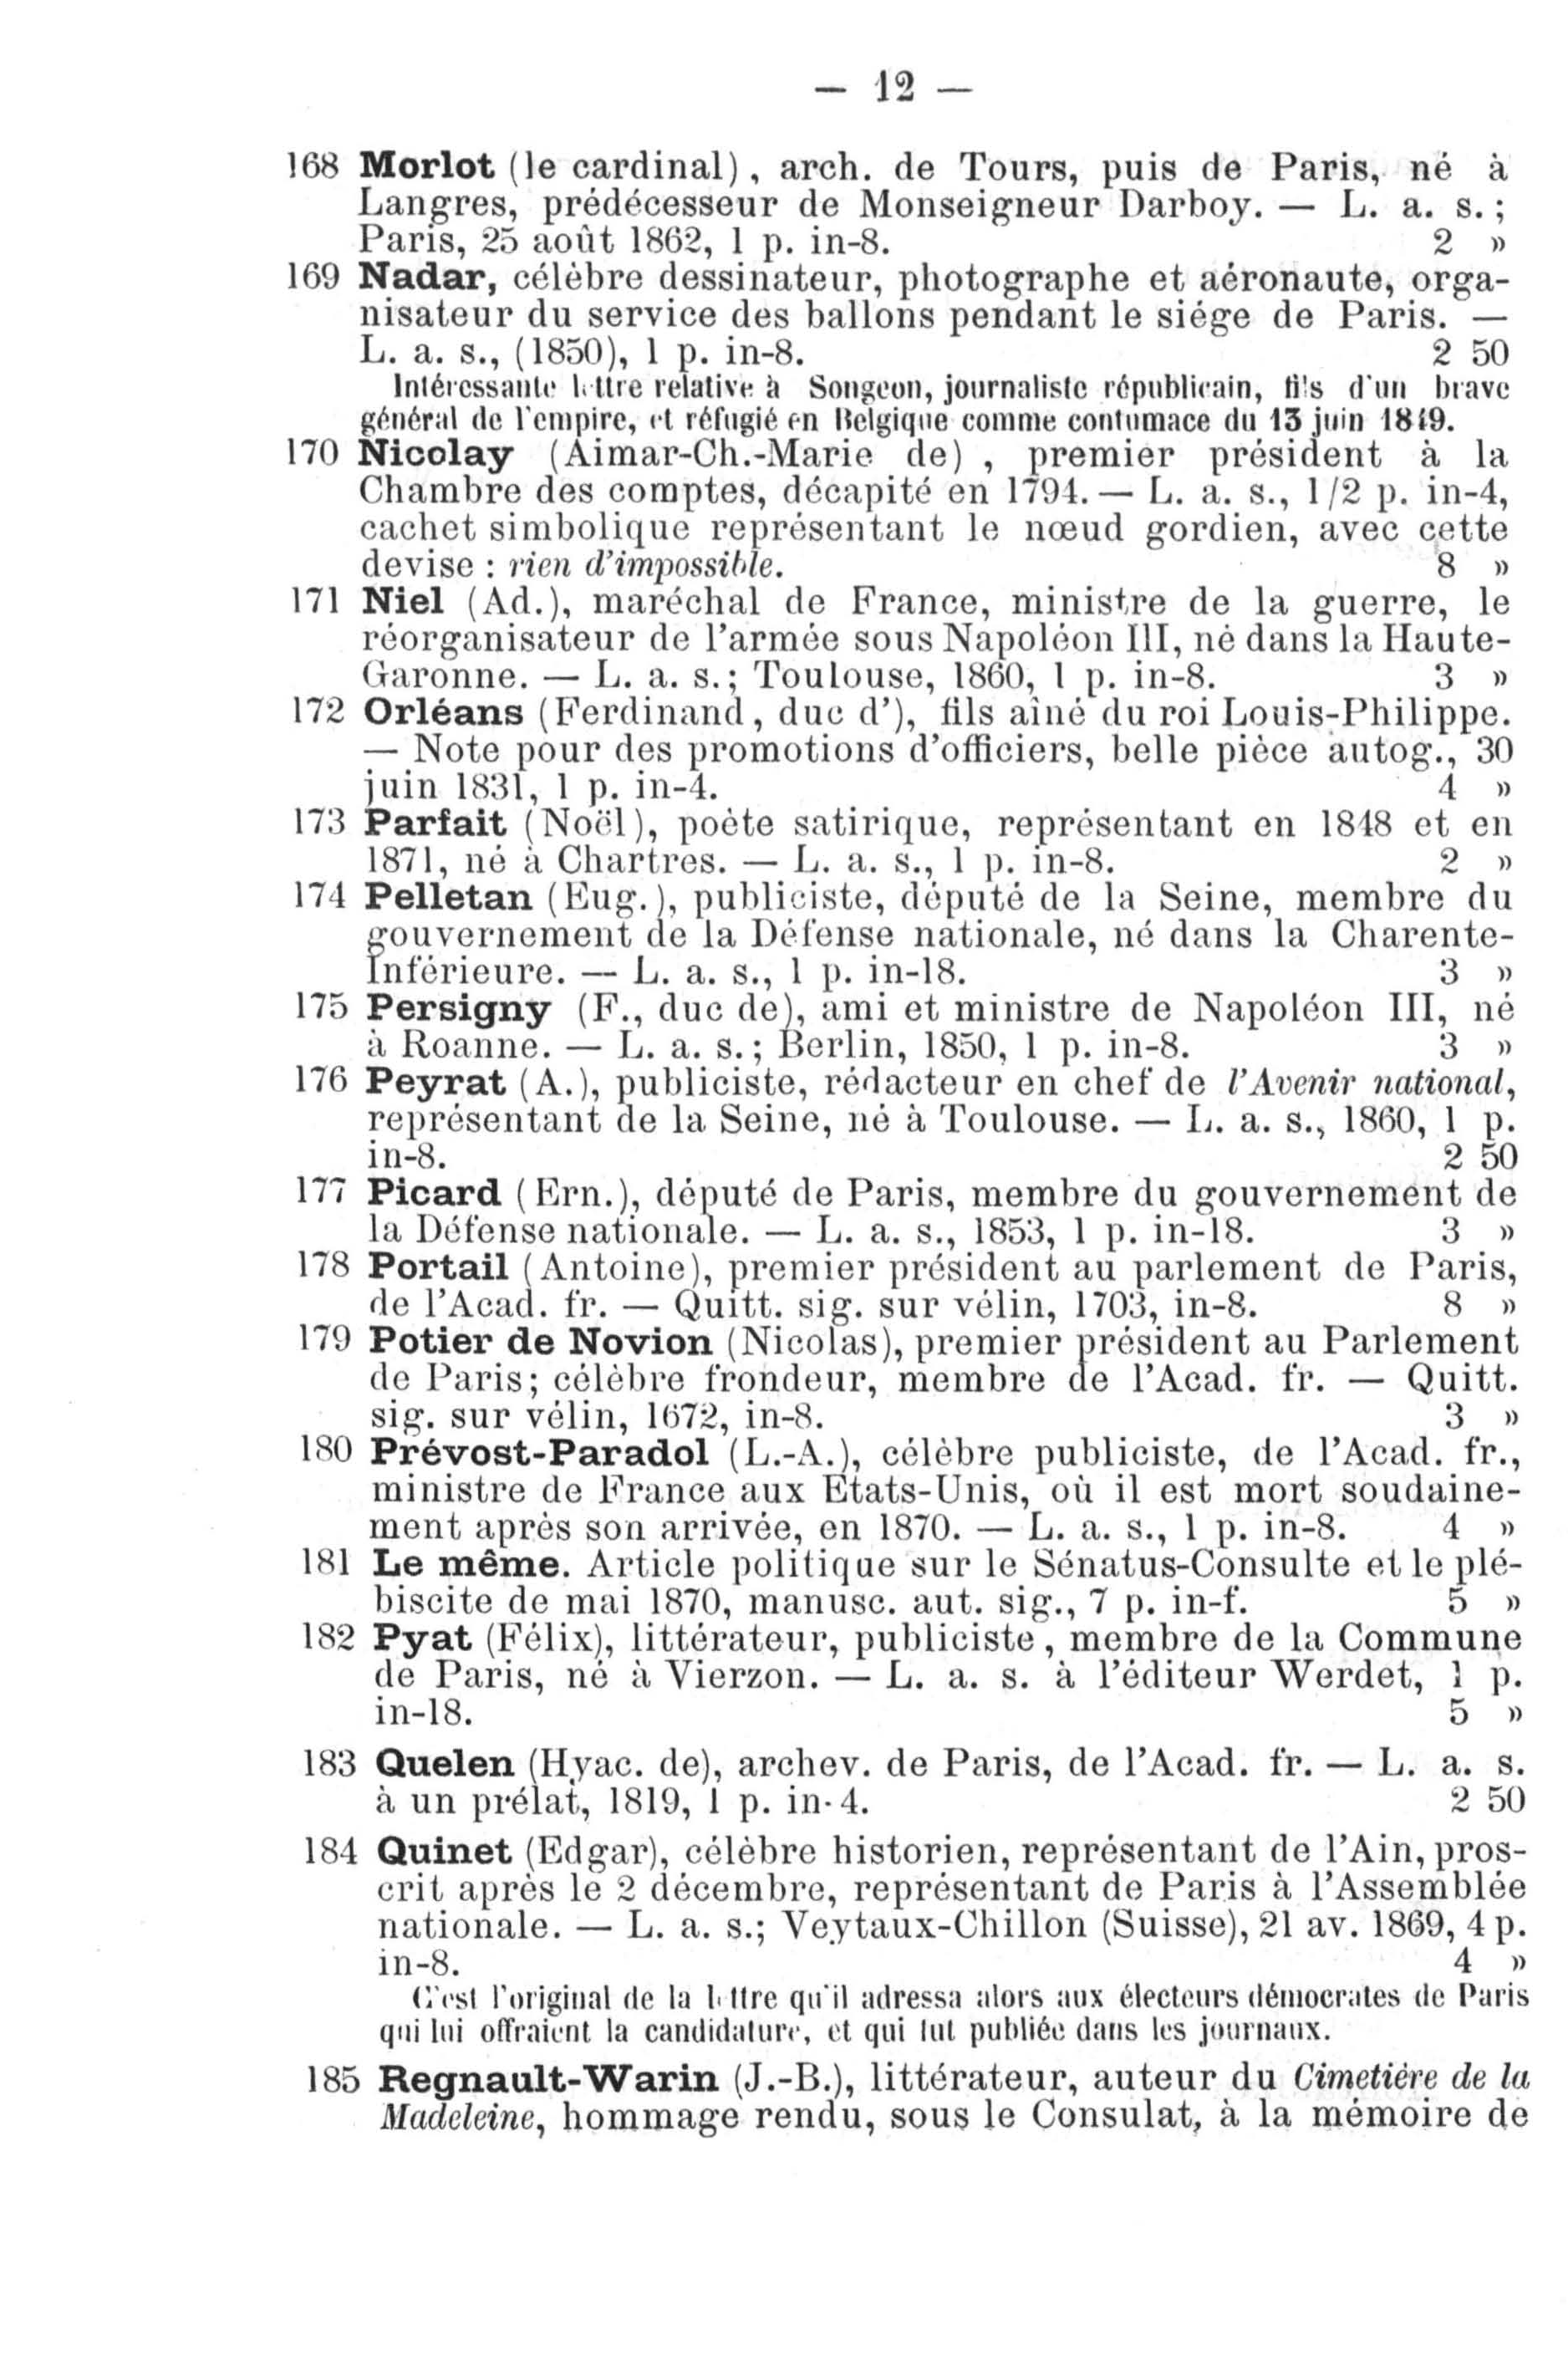 — 12 —
168 Morlot (le cardinal), arch. de Tours, puis de Paris, né à
Langres, prédécesseur de Monseigneur Darboy. — L. a. s.;
Paris, 25 août 1862, 1 p. in-8. 2 »
169 Nadar, célèbre dessinateur, photographe et aéronaute, orga-
nisateur du service des ballons pendant le siége de Paris. —
L. a. s., (1850), 1 p. in-8. 2 50
Intéressante lettre relative à Songeon, journaliste républicain, fils d'un brave
général de l'empire, et réfugié en Belgique comme contumace du 13 juin 1849.
170 Nicolay (Aimar-Ch.-Marie de), premier président à la
Chambre des comptes, décapité en 1794. — L. a. s., 1/2 p. in-4,
cachet simbolique représentant le nœud gordien, avec cette
devise : rien d'impossible. 8 »
171 Niel (Ad.), maréchal de France, ministre de la guerre, le
réorganisateur de l'armée sous Napoléon III, né dans la Haute-
Garonne. — L. a. s.; Toulouse, 1860, 1 p. in-8. 3 »
172 Orléans (Ferdinand, duc d'), fils aîné du roi Louis-Philippe.
— Note pour des promotions d'officiers, belle pièce autog., 30
juin 1831, 1 p. in-4. 4 »
173 Parfait (Noël), poète satirique, représentant en 1848 et en
1871, né à Chartres. — L. a. s., 1 p. in-8. 2 »
174 Pelletan (Eug.), publiciste, député de la Seine, membre du
gouvernement de la Défense nationale, né dans la Charente-
Inférieure. — L. a. s., 1 p. in-18. 3 »
175 Persigny (F., duc de), ami et ministre de Napoléon III, né
à Roanne. — L. a. s.; Berlin, 1850, 1 p. in-8. 3 »
176 Peyrat (A.), publiciste, rédacteur en chef de l'Avenir national,
représentant de la Seine, né à Toulouse. — L. a. s., 1860, 1 p.
in-8. 2 50
177 Picard (Ern.), député de Paris, membre du gouvernement de
la Défense nationale. — L. a. s., 1853, 1 p. in-18. 3 »
178 Portail (Antoine), premier président au parlement de Paris,
de l'Acad. fr. — Quitt. sig. sur vélin, 1703, in-8. 8 »
179 Potier de Novion (Nicolas), premier président au Parlement
de Paris; célèbre frondeur, membre de l'Acad. fr. — Quitt.
sig. sur vélin, 1672, in-8. 3 »
180 Prévost-Paradol (L.-A.), célèbre publiciste, de l'Acad. fr.,
ministre de France aux Etats-Unis, où il est mort soudaine-
ment après son arrivée, en 1870. — L. a. s., 1 p. in-8. 4 »
181 Le même. Article politique sur le Sénatus-Consulte et le plé-
biscite de mai 1870, manusc. aut. sig., 7 p. in-f. 5 »
182 Pyat (Félix), littérateur, publiciste, membre de la Commune
de Paris, né à Vierzon. — L. a. s. à l'éditeur Werdet, 1 p.
in-18. 5 »
183 Quelen (Hyac. de), archev. de Paris, de l'Acad. fr. — L. a. s.
à un prélat, 1819, 1 p. in-4. 2 50
184 Quinet (Edgar), célèbre historien, représentant de l'Ain, pros-
crit après le 2 décembre, représentant de Paris à l'Assemblée
nationale. — L. a. s.; Veytaux-Chillon (Suisse), 21 av. 1869, 4 p.
in-8. 4 »
C'est l'original de la lettre qu'il adressa alors aux électeurs démocrates de Paris
qui lui offraient la candidature, et qui fut publiée dans les journaux.
185 Regnault-Warin (J.-B.), littérateur, auteur du Cimetière de la
Madeleine, hommage rendu, sous le Consulat, à la mémoire de